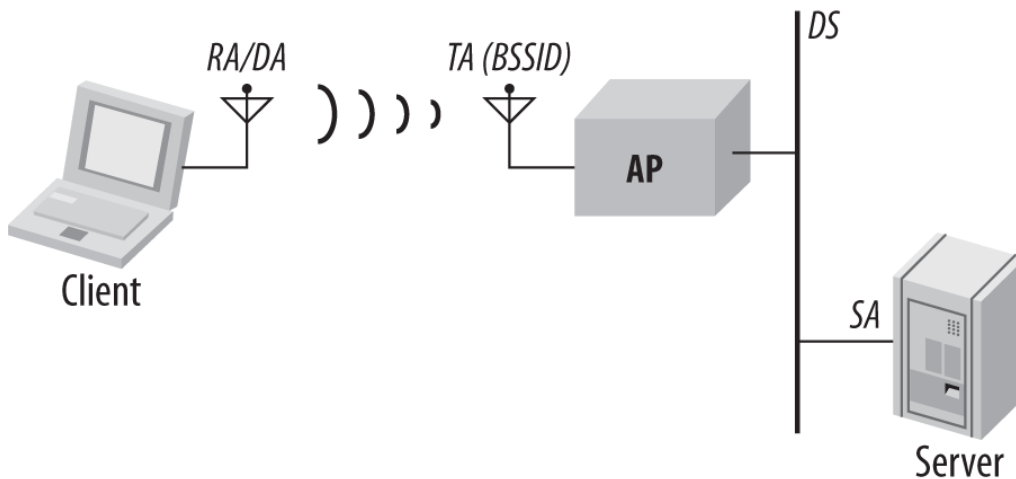 RA/DA
TA (BSSID)
DS
AP
Client
SA
Server